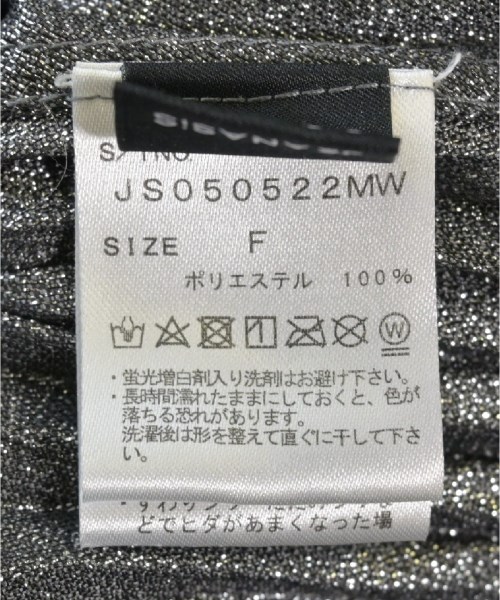 S/TNO.
JS050522MW
SIZE F
ポリエステル 100%
W
・蛍光増白剤入り洗剤はお避け下さい。
・長時間濡れたままにしておくと、色が
落ちる恐れがあります。
洗濯後は形を整えて直ぐに干して下さ
い。
どでヒダがあまくなった場